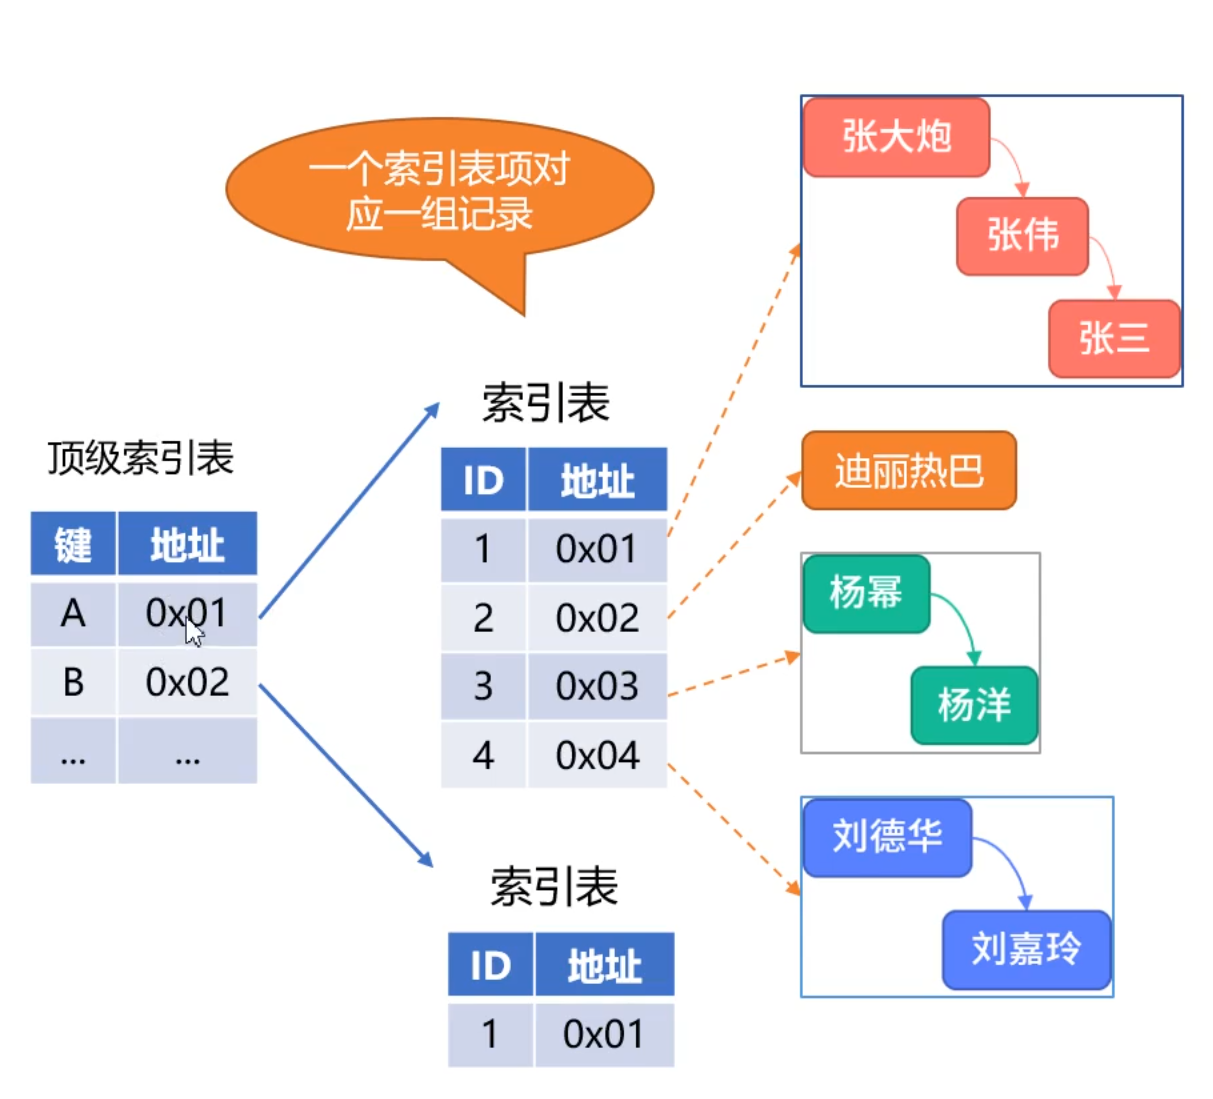 一个索引表项对
应一组记录
顶级索引表
键 地址
A 0x01
B 0x02
... ...
索引表
ID 地址
1 0x01
2 0x02
3 0x03
4 0x04
索引表
ID 地址
1 0x01
张大炮
张伟
张三
迪丽热巴
杨幂
杨洋
刘德华
刘嘉玲